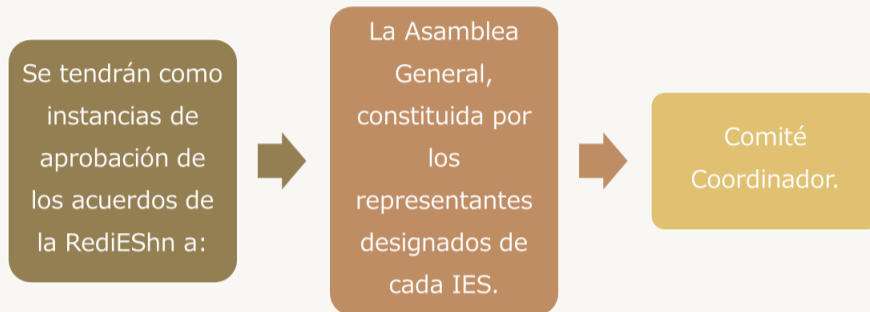 Se tendrán como
instancias de
aprobación de
los acuerdos de
la RediEShn a:
La Asamblea
General,
constituida por
los
representantes
designados de
cada IES.
Comité
Coordinador.